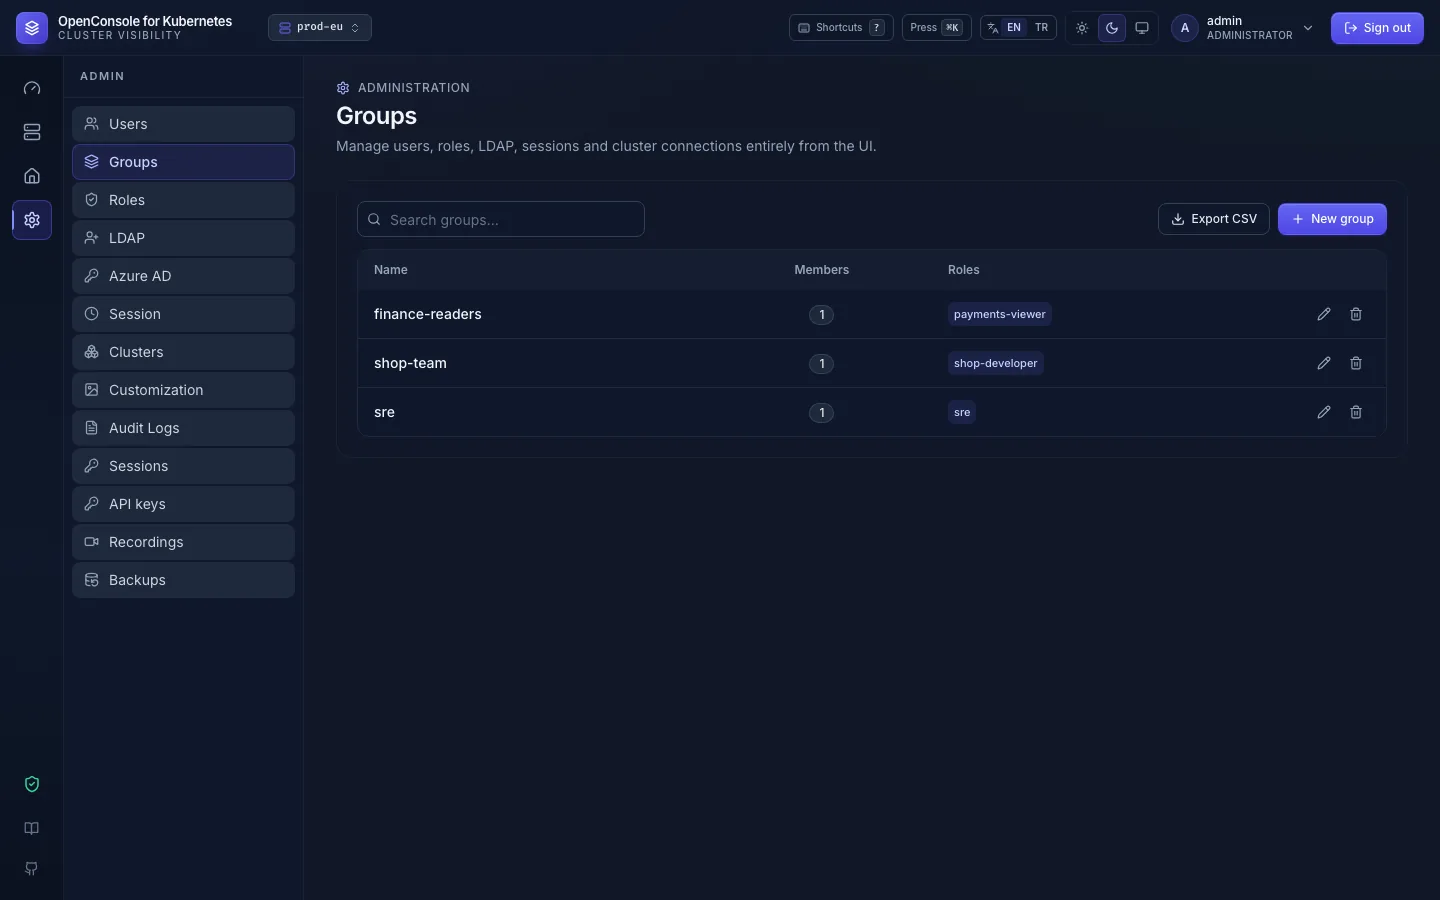 OpenConsole for Kubernetes
CLUSTER VISIBILITY
prod-eu
Shortcuts ?
Press ⌘K
EN TR
A
admin
ADMINISTRATOR
Sign out
ADMIN
Users
Groups
Roles
LDAP
Azure AD
Session
Clusters
Customization
Audit Logs
Sessions
API keys
Recordings
Backups
ADMINISTRATION
Groups
Manage users, roles, LDAP, sessions and cluster connections entirely from the UI.
Search groups...
Export CSV
New group
Name Members Roles
finance-readers 1 payments-viewer
shop-team 1 shop-developer
sre 1 sre